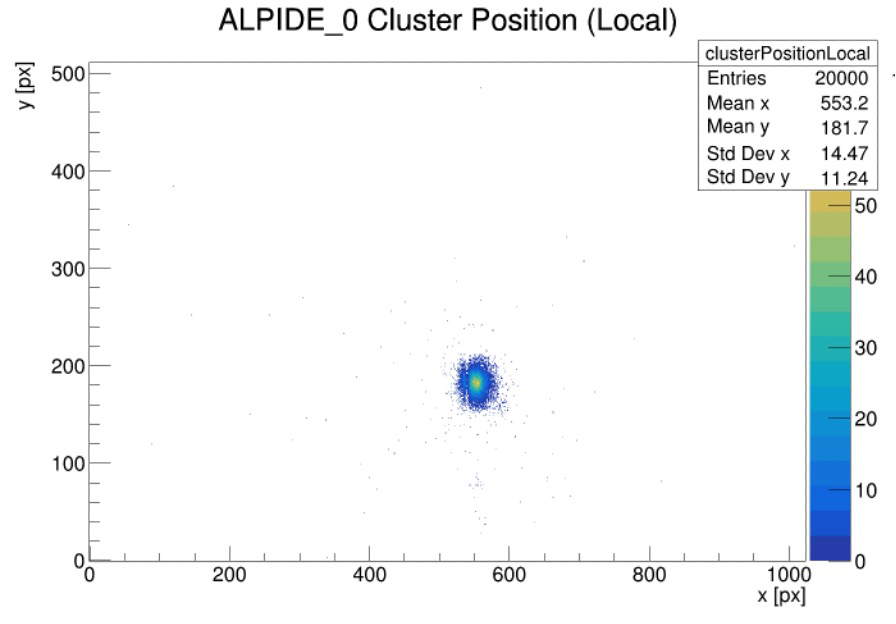 ALPIDE_0 Cluster Position (Local)
clusterPositionLocal
Entries 20000
Mean x 553.2
Mean y 181.7
Std Dev x 14.47
Std Dev y 11.24
y [px]
500
400
300
200
100
0
0 200 400 600 800 1000
x [px]
50
40
30
20
10
0